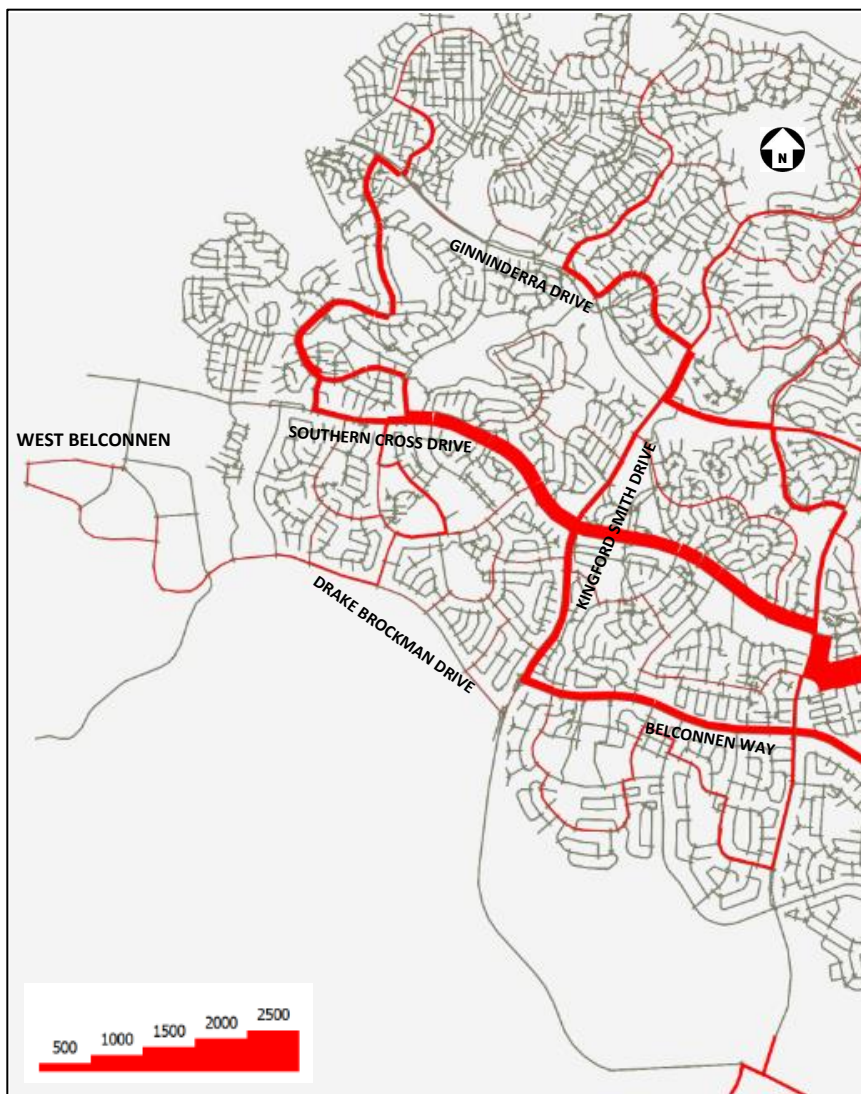 N
GINNINDERRA DRIVE
WEST BELCONNEN
SOUTHERN CROSS DRIVE
KINGFORD SMITH DRIVE
DRAKE BROCKMAN DRIVE
BELCONNEN WAY
500 1000 1500 2000 2500